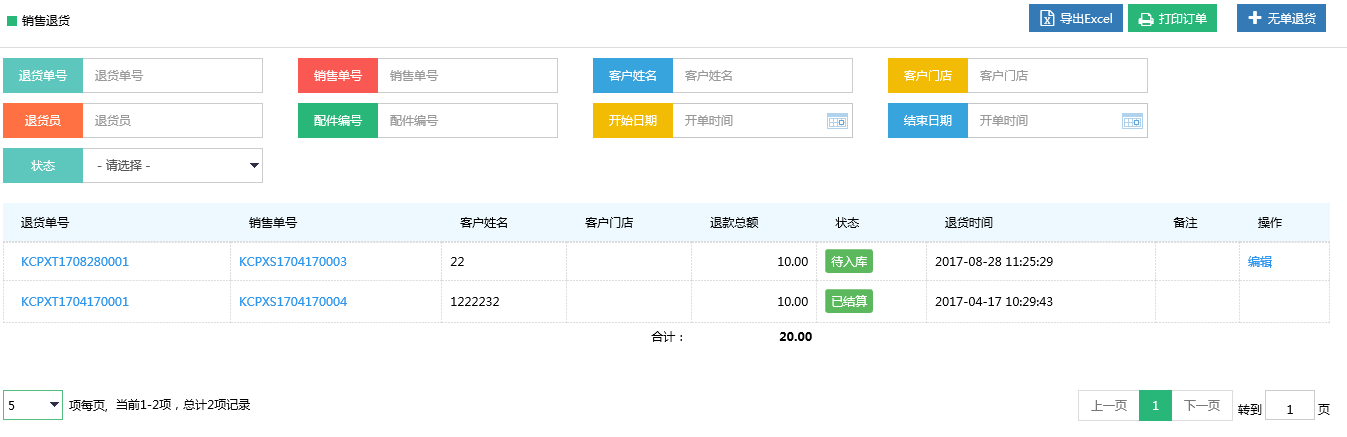 销售退货 导出Excel 打印订单 无单退货
退货单号 退货单号 销售单号 销售单号 客户姓名 客户姓名 客户门店 客户门店
退货员 退货员 配件编号 配件编号 开始日期 开单时间 结束日期 开单时间
状态 - 请选择 -
退货单号 销售单号 客户姓名 客户门店 退款总额 状态 退货时间 备注 操作
KCPXT1708280001 KCPXS1704170003 22 10.00 待入库 2017-08-28 11:25:29 编辑
KCPXT1704170001 KCPXS1704170004 1222232 10.00 已结算 2017-04-17 10:29:43
合计： 20.00
5 项每页, 当前1-2项，总计2项记录 上一页 1 下一页 转到 1 页